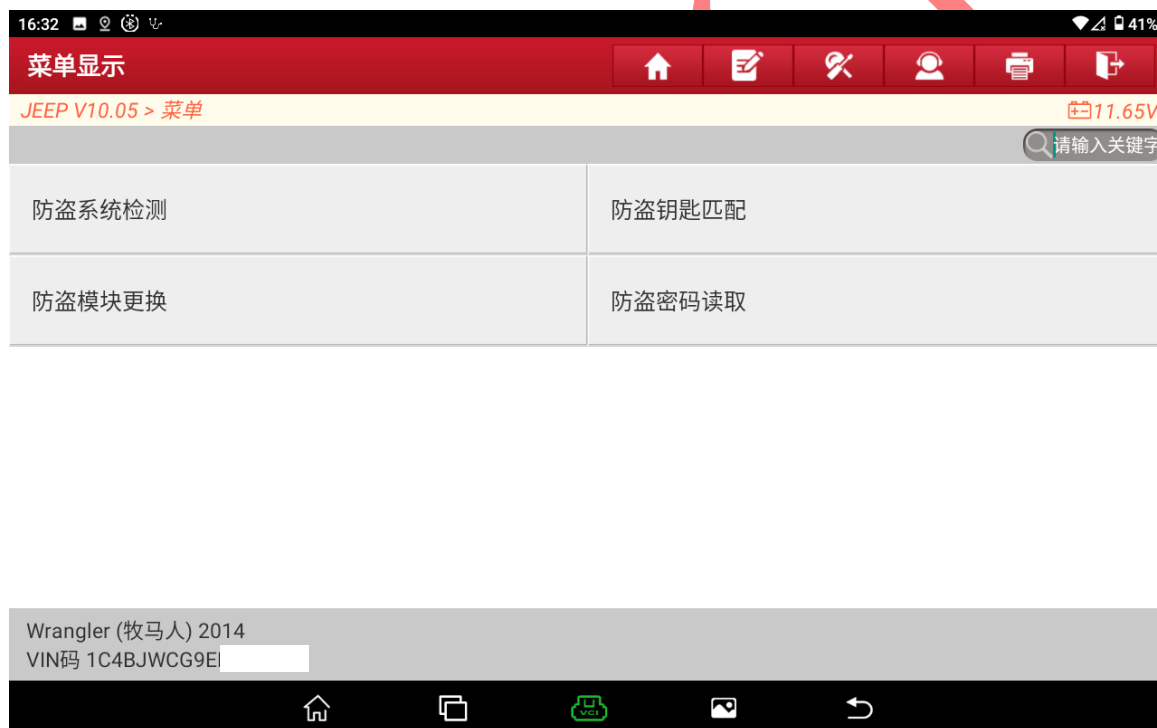 16:32 41%
菜单显示
JEEP V10.05 > 菜单 11.65V
请输入关键字
防盗系统检测 防盗钥匙匹配
防盗模块更换 防盗密码读取
Wrangler (牧马人) 2014
VIN码 1C4BJWCG9E
VCI